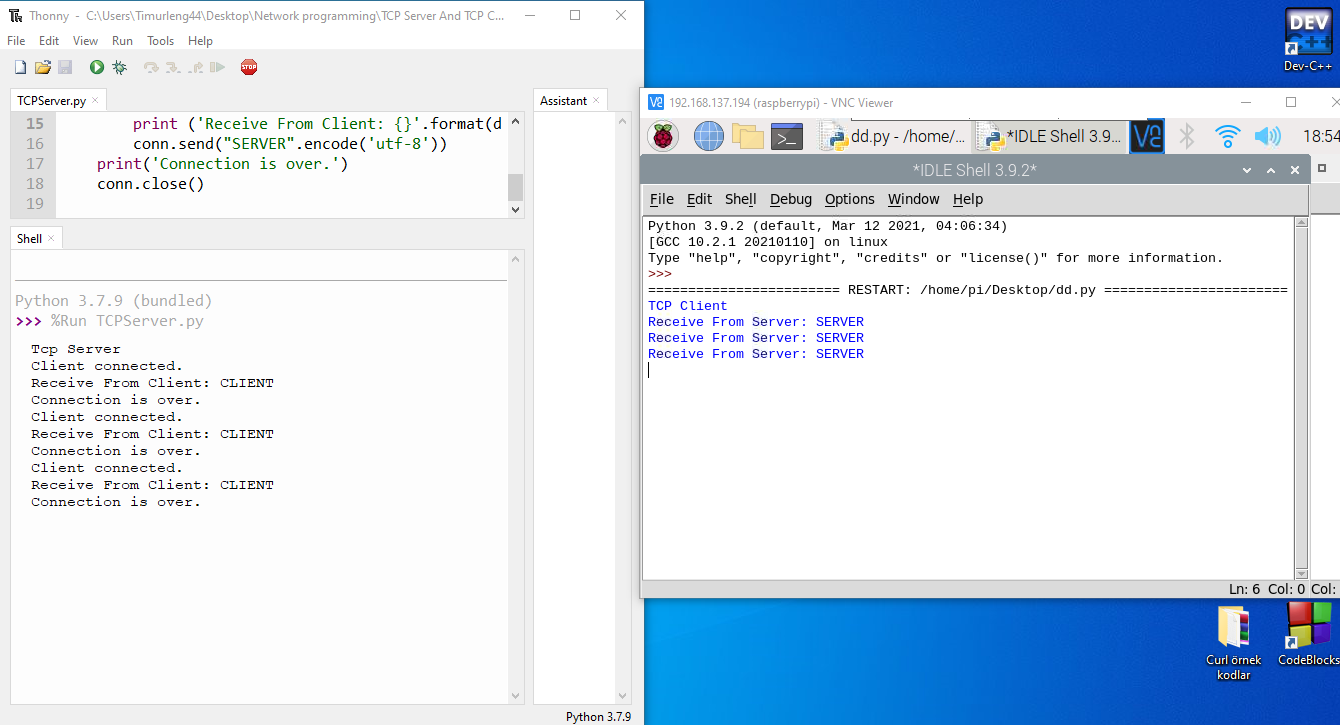 Thonny - C:\Users\Timurleng44\Desktop\Network programming\TCP Server And TCP C...
File Edit View Run Tools Help
STOP
TCPServer.py ×
15 print ('Receive From Client: {}'.format(d
16 conn.send("SERVER".encode('utf-8'))
17 print('Connection is over.')
18 conn.close()
19
Shell ×
Python 3.7.9 (bundled)
>>> %Run TCPServer.py
Tcp Server
Client connected.
Receive From Client: CLIENT
Connection is over.
Client connected.
Receive From Client: CLIENT
Connection is over.
Client connected.
Receive From Client: CLIENT
Connection is over.
Assistant ×
Python 3.7.9
DEV
C++
Dev-C++
192.168.137.194 (raspberrypi) - VNC Viewer
dd.py - /home/... *IDLE Shell 3.9... 18:54
*IDLE Shell 3.9.2*
File Edit Shell Debug Options Window Help
Python 3.9.2 (default, Mar 12 2021, 04:06:34)
[GCC 10.2.1 20210110] on linux
Type "help", "copyright", "credits" or "license()" for more information.
>>>
======================== RESTART: /home/pi/Desktop/dd.py =======================
TCP Client
Receive From Server: SERVER
Receive From Server: SERVER
Receive From Server: SERVER
Ln: 6 Col: 0 Col:
Curl örnek
kodlar
CodeBlocks